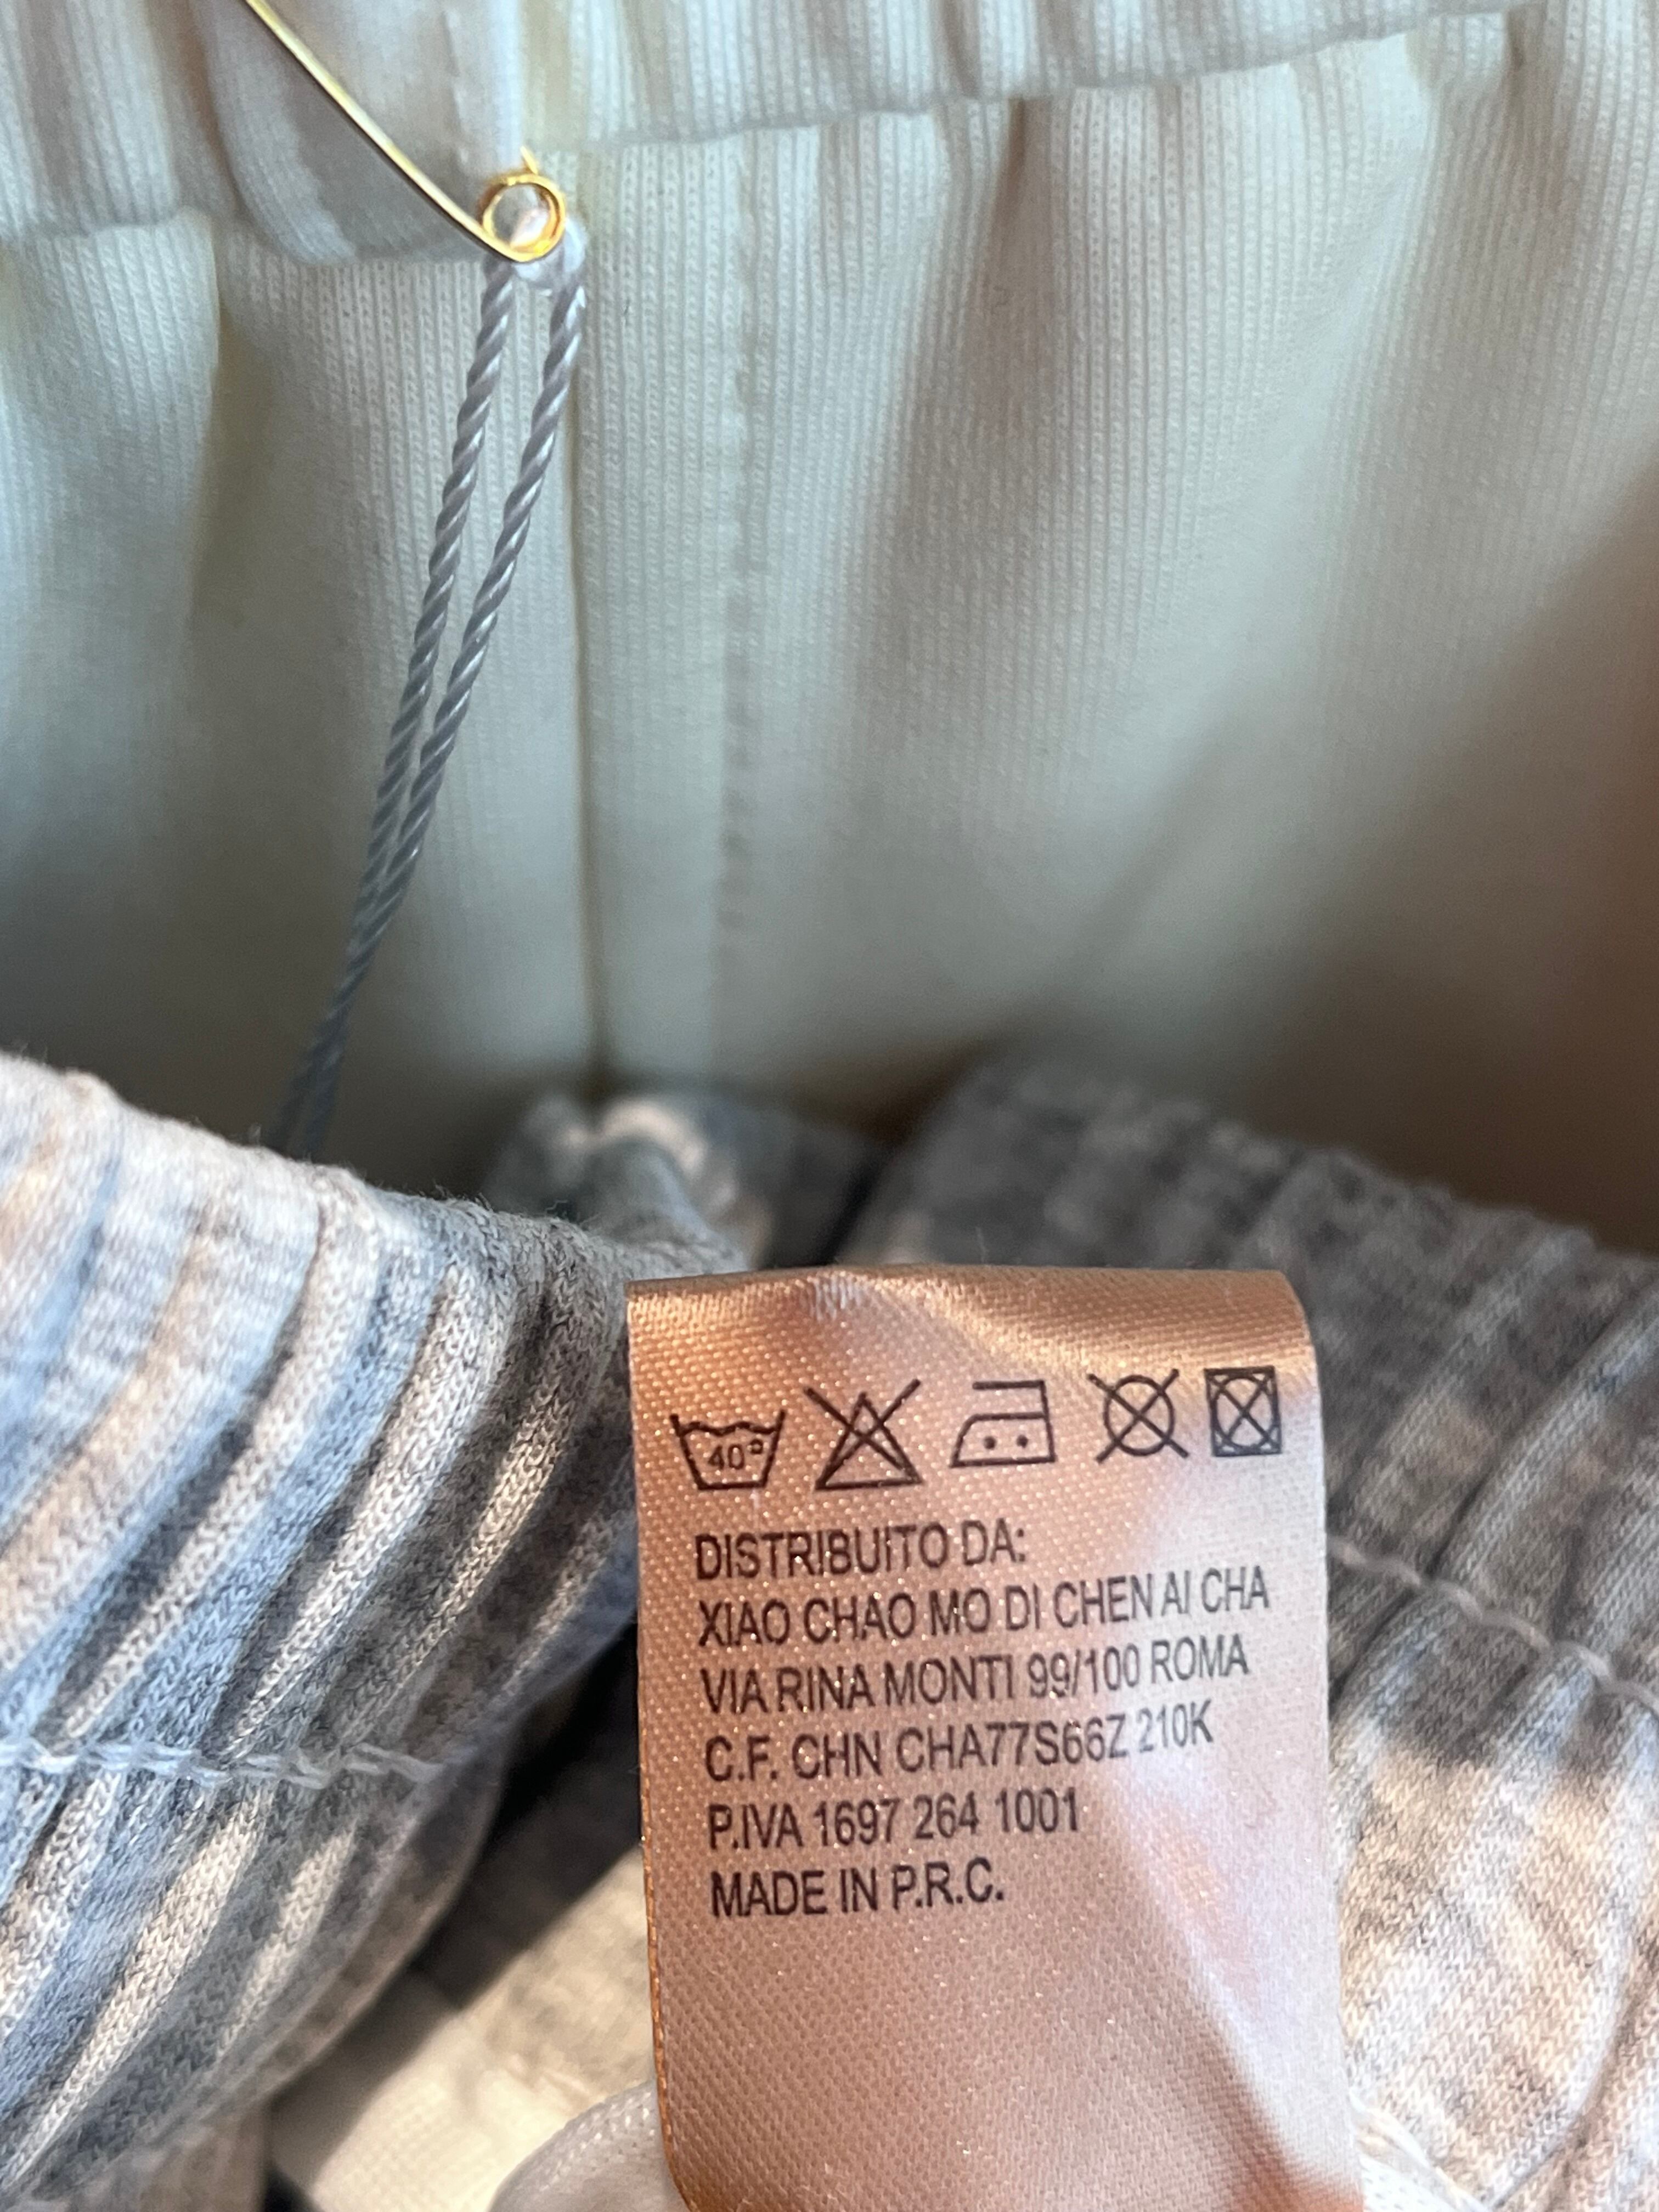 40°
DISTRIBUITO DA:
XIAO CHAO MO DI CHEN AI CHA
VIA RINA MONTI 99/100 ROMA
C.F. CHN CHA77S66Z 210K
P.IVA 1697 264 1001
MADE IN P.R.C.